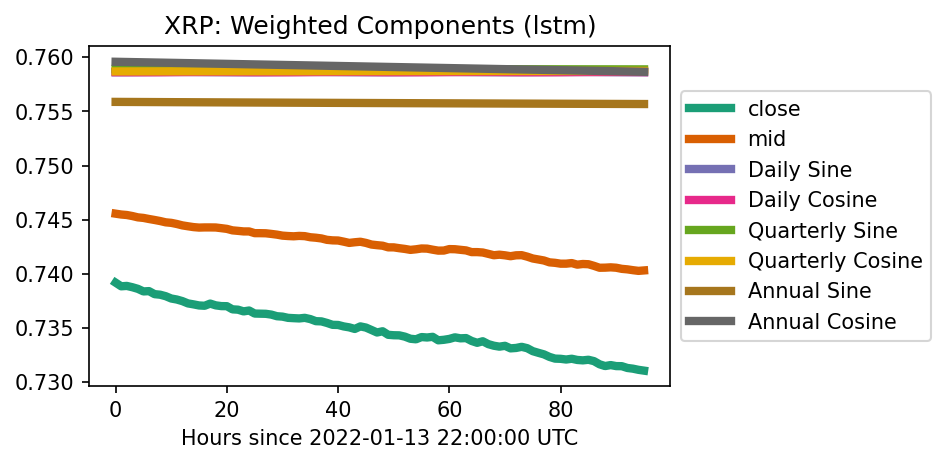 XRP: Weighted Components (lstm)
0.760
0.755
0.750
0.745
0.740
0.735
0.730
0 20 40 60 80
Hours since 2022-01-13 22:00:00 UTC
close
mid
Daily Sine
Daily Cosine
Quarterly Sine
Quarterly Cosine
Annual Sine
Annual Cosine